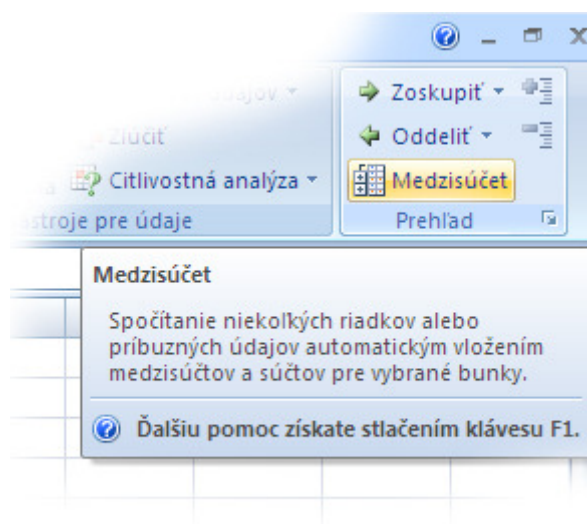 Zoskupiť
Zlúčiť
Oddeliť
Citlivostná analýza
Medzisúčet
pre údaje
Prehľad
Medzisúčet
Spočítanie niekoľkých riadkov alebo
príbuzných údajov automatickým vložením
medzisúčtov a súčtov pre vybrané bunky.
Ďalšiu pomoc získate stlačením klávesu F1.